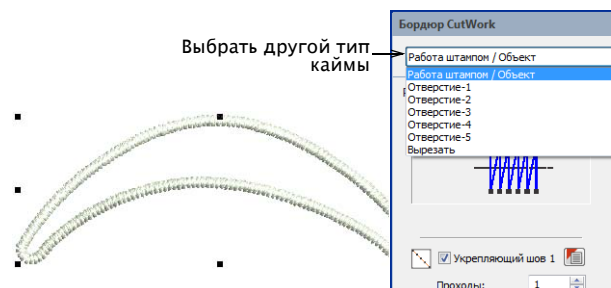 Бордюр CutWork
Выбрать другой тип
каймы
Работа штампом / Объект
Работа штампом / Объект
Отверстие-1
Отверстие-2
Отверстие-3
Отверстие-4
Отверстие-5
Вырезать
Укрепляющий шов 1
Проходы:
1